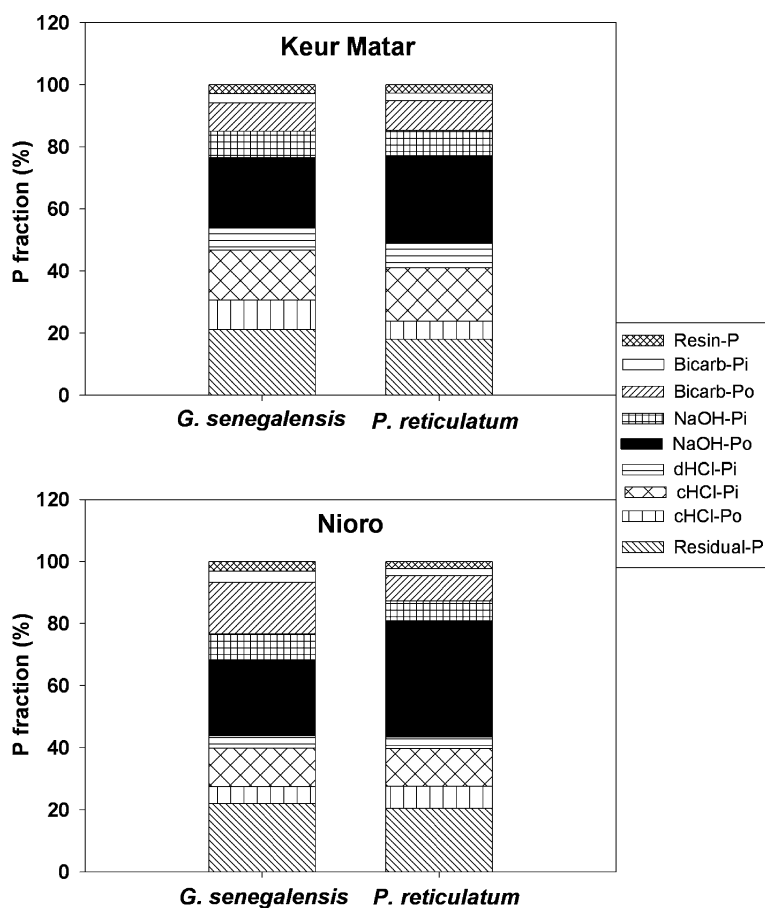 Keur Matar
P fraction (%)
120
100
80
60
40
20
0
G. senegalensis P. reticulatum
Resin-P
Bicarb-Pi
Bicarb-Po
NaOH-Pi
NaOH-Po
dHCl-Pi
cHCl-Pi
cHCl-Po
Residual-P
Nioro
P fraction (%)
120
100
80
60
40
20
0
G. senegalensis P. reticulatum